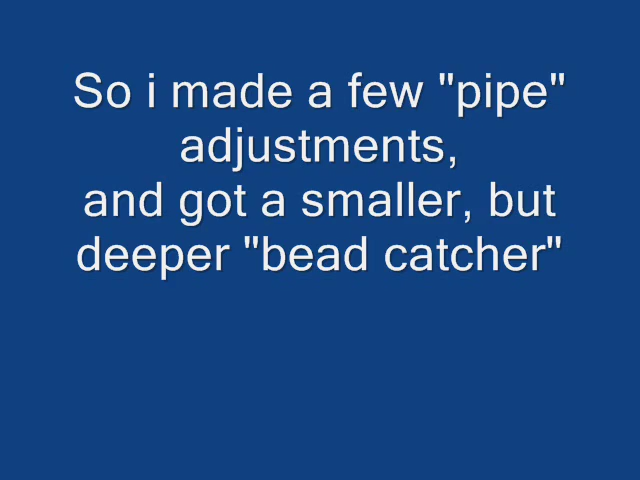 So i made a few "pipe"
adjustments,
and got a smaller, but
deeper "bead catcher"